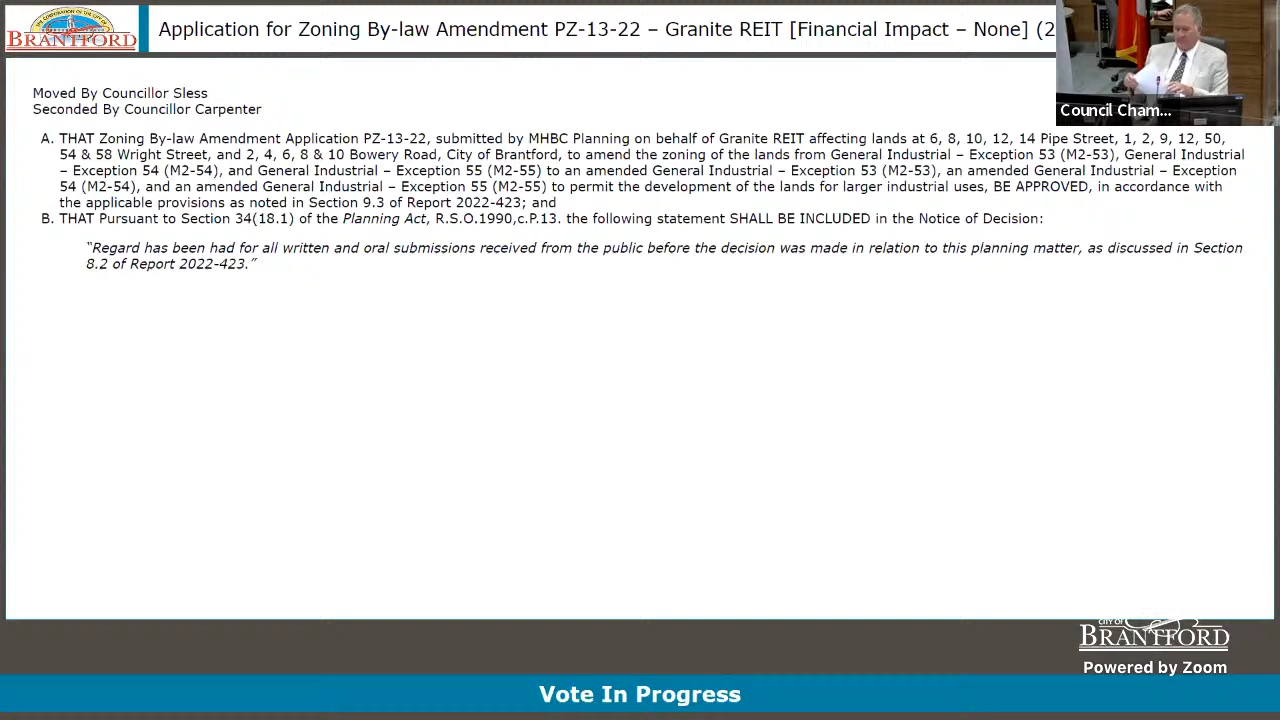 THE CORPORATION OF THE CITY OF
BRANTFORD
Application for Zoning By-law Amendment PZ-13-22 – Granite REIT [Financial Impact – None] (2
Council Cham...
Moved By Councillor Sless
Seconded By Councillor Carpenter
A. THAT Zoning By-law Amendment Application PZ-13-22, submitted by MHBC Planning on behalf of Granite REIT affecting lands at 6, 8, 10, 12, 14 Pipe Street, 1, 2, 9, 12, 50,
54 & 58 Wright Street, and 2, 4, 6, 8 & 10 Bowery Road, City of Brantford, to amend the zoning of the lands from General Industrial – Exception 53 (M2-53), General Industrial
– Exception 54 (M2-54), and General Industrial – Exception 55 (M2-55) to an amended General Industrial – Exception 53 (M2-53), an amended General Industrial – Exception
54 (M2-54), and an amended General Industrial – Exception 55 (M2-55) to permit the development of the lands for larger industrial uses, BE APPROVED, in accordance with
the applicable provisions as noted in Section 9.3 of Report 2022-423; and
B. THAT Pursuant to Section 34(18.1) of the Planning Act, R.S.O.1990,c.P.13. the following statement SHALL BE INCLUDED in the Notice of Decision:
“Regard has been had for all written and oral submissions received from the public before the decision was made in relation to this planning matter, as discussed in Section
8.2 of Report 2022-423.”
CITY OF
BRANTFORD
Powered by Zoom
Vote In Progress